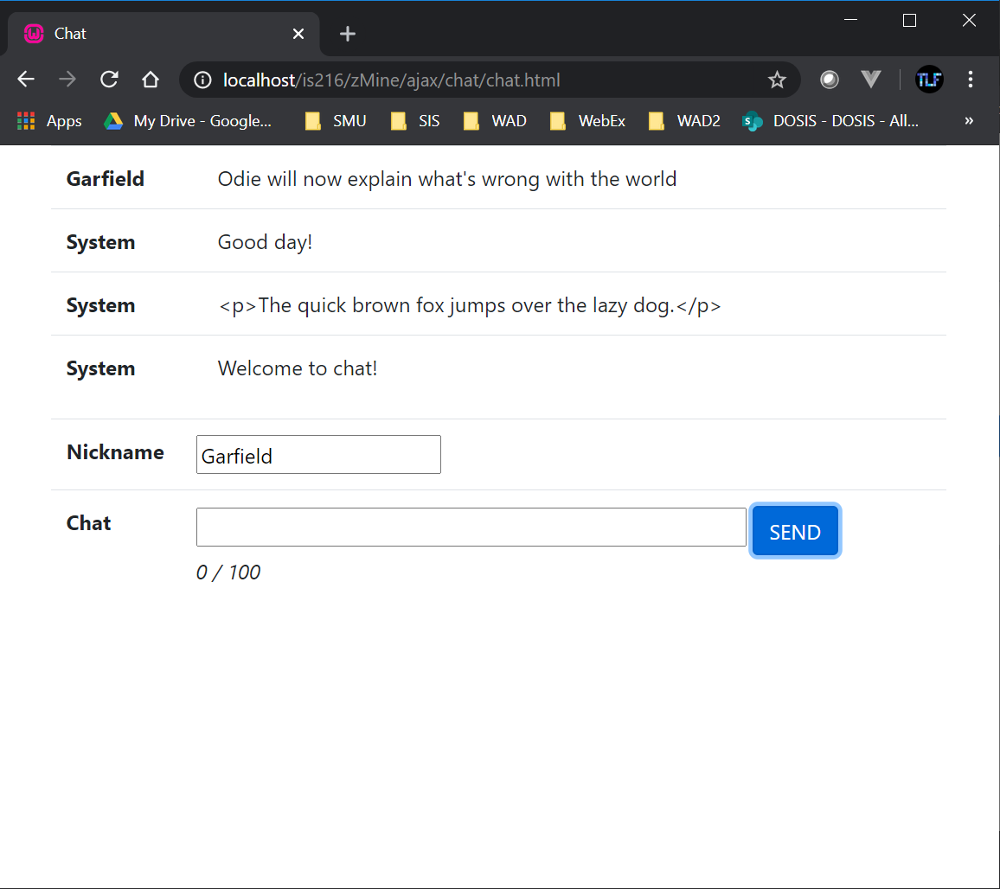 Chat
localhost/is216/zMine/ajax/chat/chat.html
TLF
Apps My Drive - Google... SMU SIS WAD WebEx WAD2 DOSIS - DOSIS - All... »
Garfield Odie will now explain what's wrong with the world
System Good day!
System <p>The quick brown fox jumps over the lazy dog.</p>
System Welcome to chat!
Nickname Garfield
Chat SEND
0 / 100